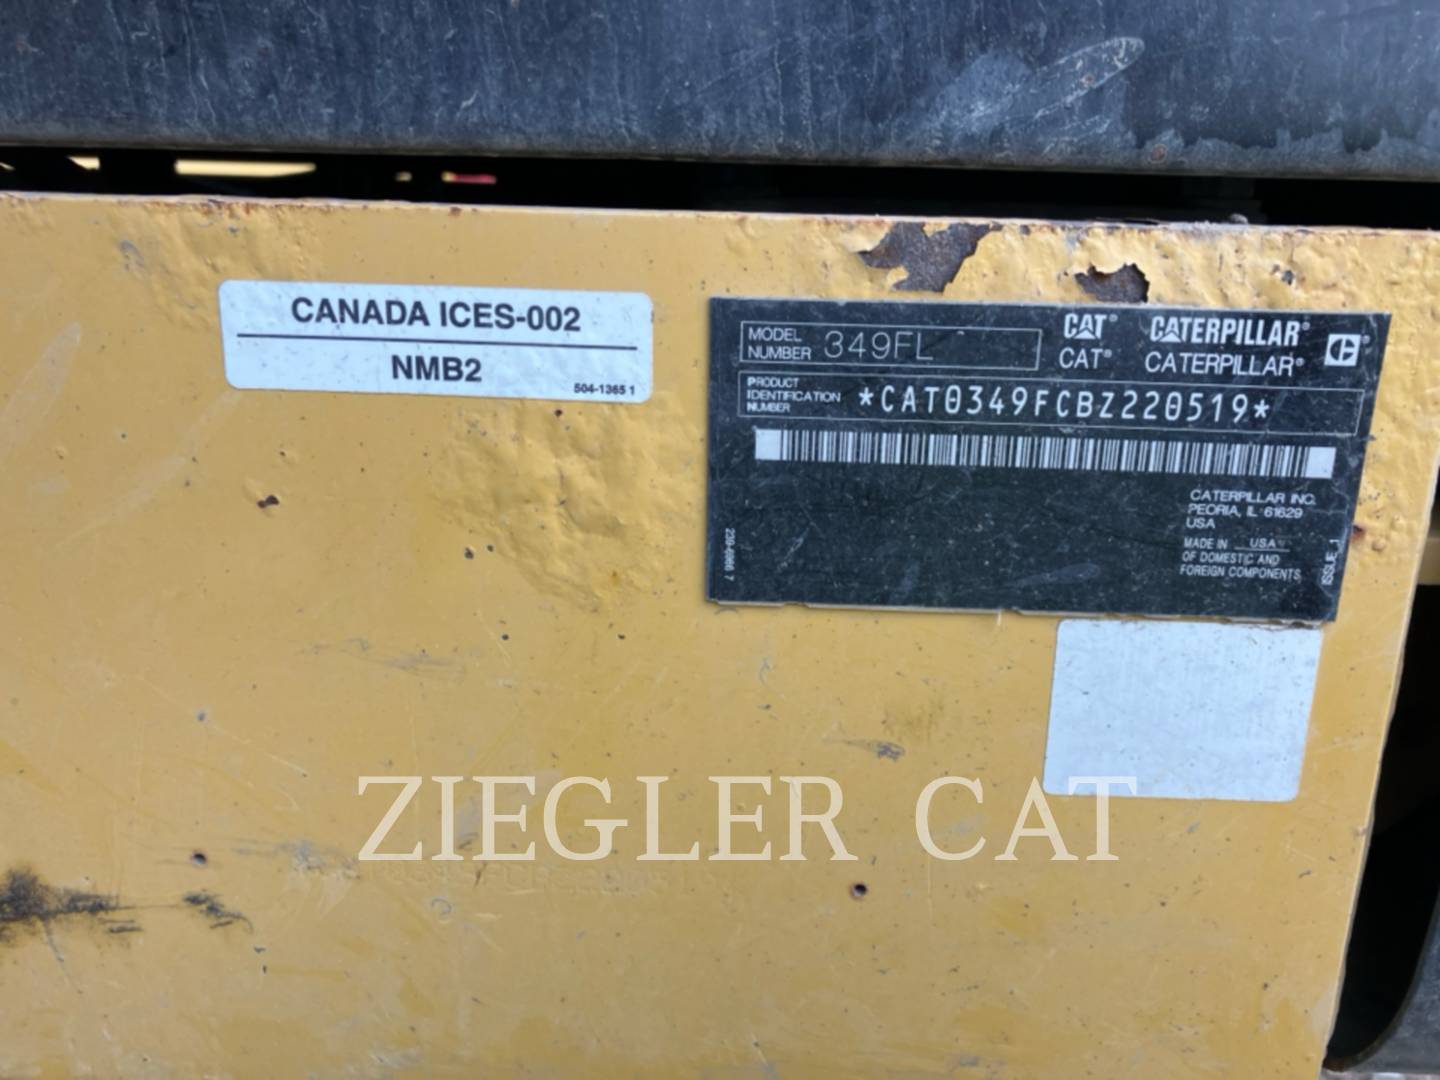 CANADA ICES-002
NMB2
504-1365 1
MODEL NUMBER 349FL
CAT® CATERPILLAR®
CAT® CATERPILLAR®
PRODUCT IDENTIFICATION NUMBER *CAT0349FCBZ220519*
CATERPILLAR INC.
PEORIA, IL 61629
USA
MADE IN USA
OF DOMESTIC AND
FOREIGN COMPONENTS
ISSUE 1
ZIEGLER CAT